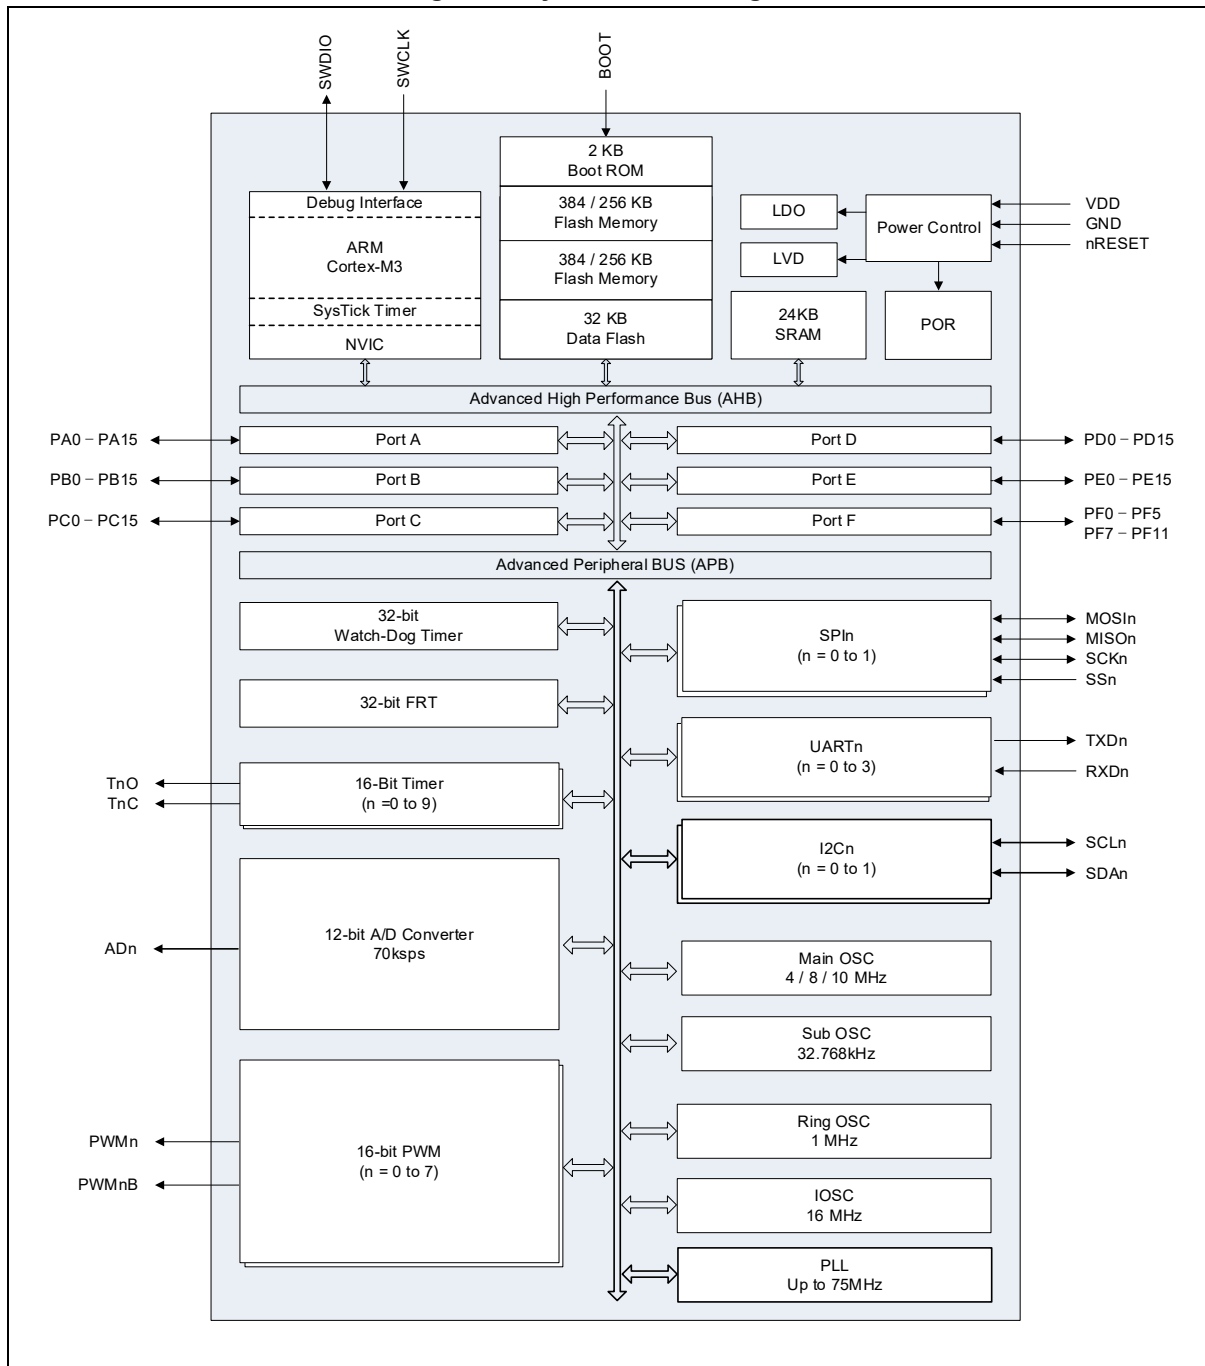 SWDIO
SWCLK
BOOT
2 KB
Boot ROM
Debug Interface
ARM
Cortex-M3
SysTick Timer
NVIC
384 / 256 KB
Flash Memory
384 / 256 KB
Flash Memory
32 KB
Data Flash
LDO
LVD
Power Control
VDD
GND
nRESET
24KB
SRAM
POR
Advanced High Performance Bus (AHB)
PA0 – PA15
Port A
Port D
PD0 – PD15
PB0 – PB15
Port B
Port E
PE0 – PE15
PC0 – PC15
Port C
Port F
PF0 – PF5
PF7 – PF11
Advanced Peripheral BUS (APB)
32-bit
Watch-Dog Timer
SPIn
(n = 0 to 1)
MOSIn
MISOn
SCKn
SSn
32-bit FRT
UARTn
(n = 0 to 3)
TXDn
RXDn
TnO
TnC
16-Bit Timer
(n =0 to 9)
I2Cn
(n = 0 to 1)
SCLn
SDAn
ADn
12-bit A/D Converter
70ksps
Main OSC
4 / 8 / 10 MHz
Sub OSC
32.768kHz
PWMn
PWMnB
16-bit PWM
(n = 0 to 7)
Ring OSC
1 MHz
IOSC
16 MHz
PLL
Up to 75MHz